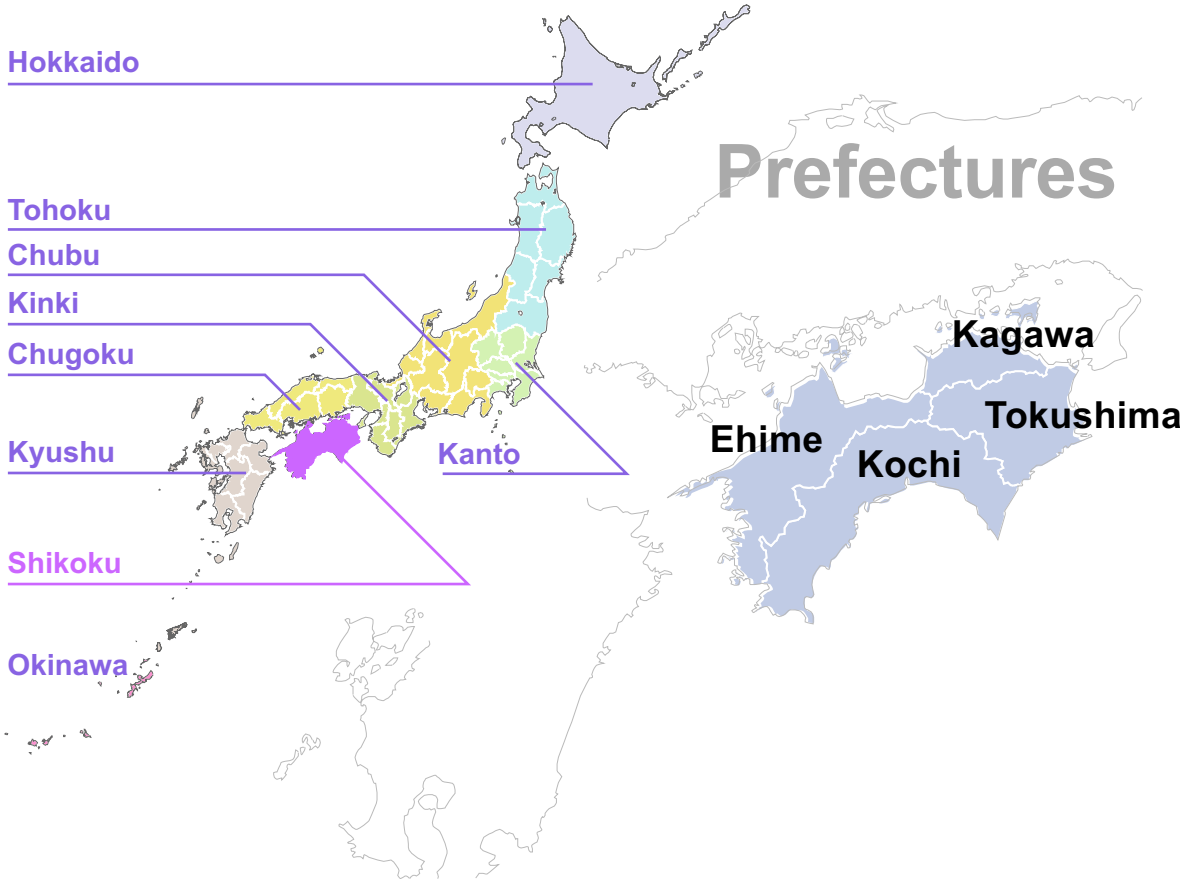 Hokkaido
Prefectures
Tohoku
Chubu
Kinki
Chugoku
Kagawa
Tokushima
Ehime
Kochi
Kyushu
Kanto
Shikoku
Okinawa